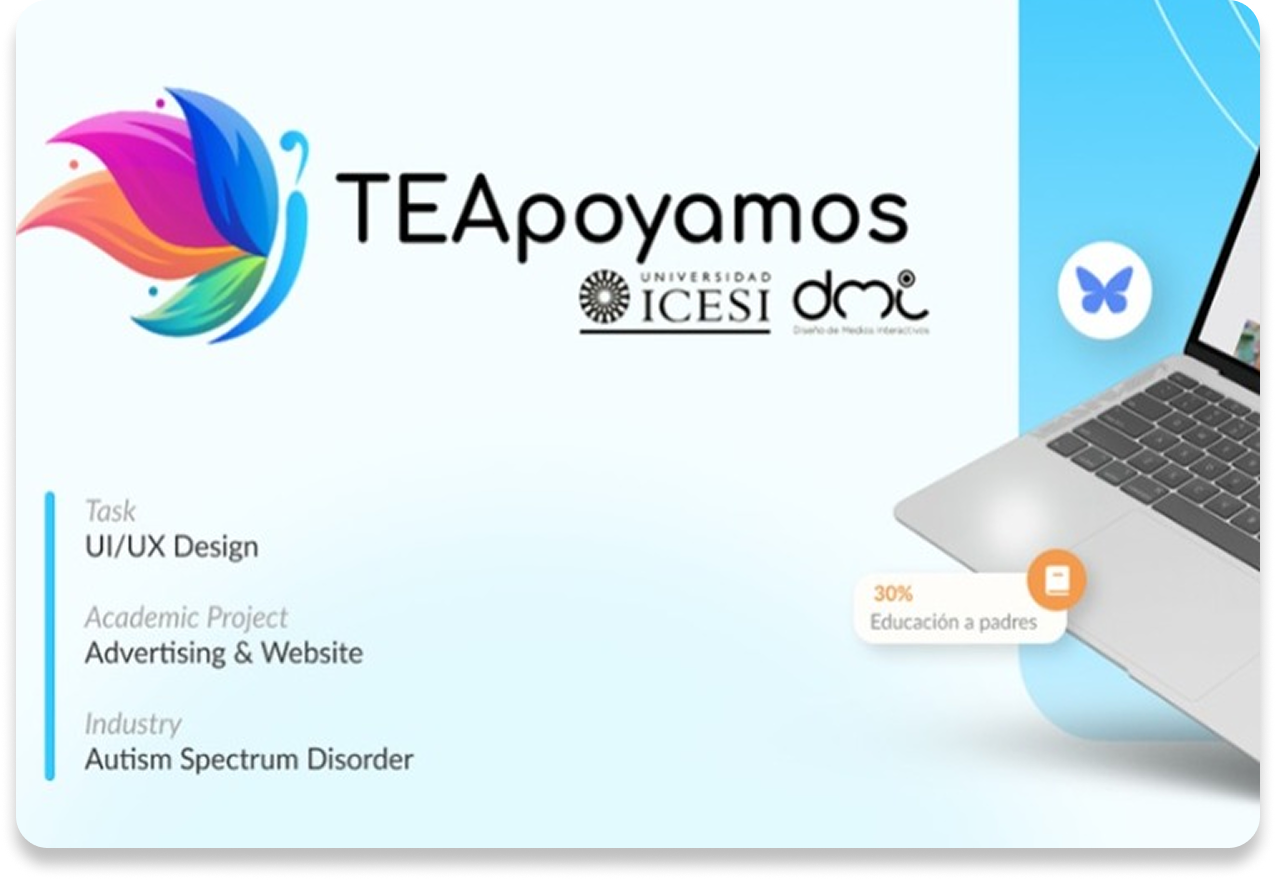 TEApoyamos
UNIVERSIDAD
ICESI
dmi
Diseño de Medios Interactivos
Task
UI/UX Design
Academic Project
Advertising & Website
Industry
Autism Spectrum Disorder
30%
Educación a padres